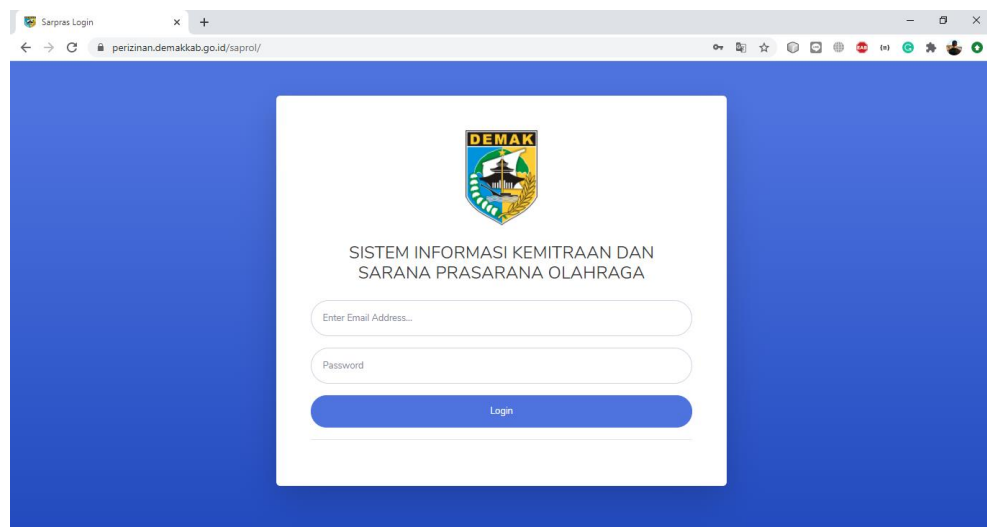 Sarpras Login
perizinan.demakkab.go.id/saprol/
DEMAK
SISTEM INFORMASI KEMITRAAN DAN
SARANA PRASARANA OLAHRAGA
Enter Email Address...
Password
Login